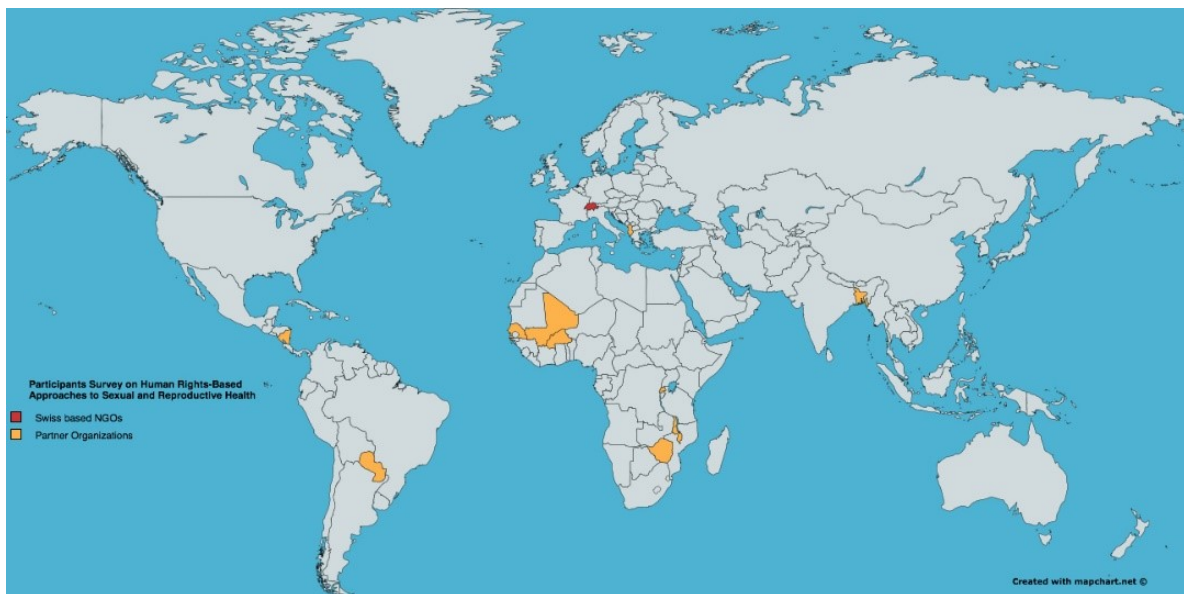 Participants Survey on Human Rights-Based
Approaches to Sexual and Reproductive Health
Swiss based NGOs
Partner Organizations
Created with mapchart.net ©